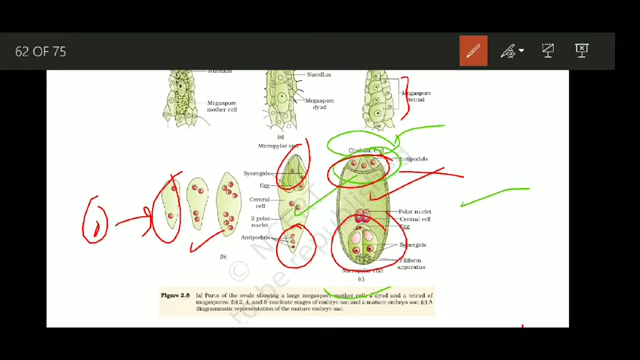 62 OF 75
Nucellus
Nucellus
Megaspore
mother cell
Megaspore
dyad
Megaspore
tetrad
(a)
Micropylar end
Chalazal end
Synergids
Egg
Central
cell
2 polar
nuclei
Antipodals
Antipodals
Polar nuclei
Central cell
Egg
Synergids
Filiform
apparatus
Micropylar end
(b)
(c)
Figure 2.8 (a) Parts of the ovule showing a large megaspore mother cell, a dyad and a tetrad of
megaspores; (b) 2, 4, and 8-nucleate stages of embryo sac and a mature embryo sac; (c) A
diagrammatic representation of the mature embryo sac.